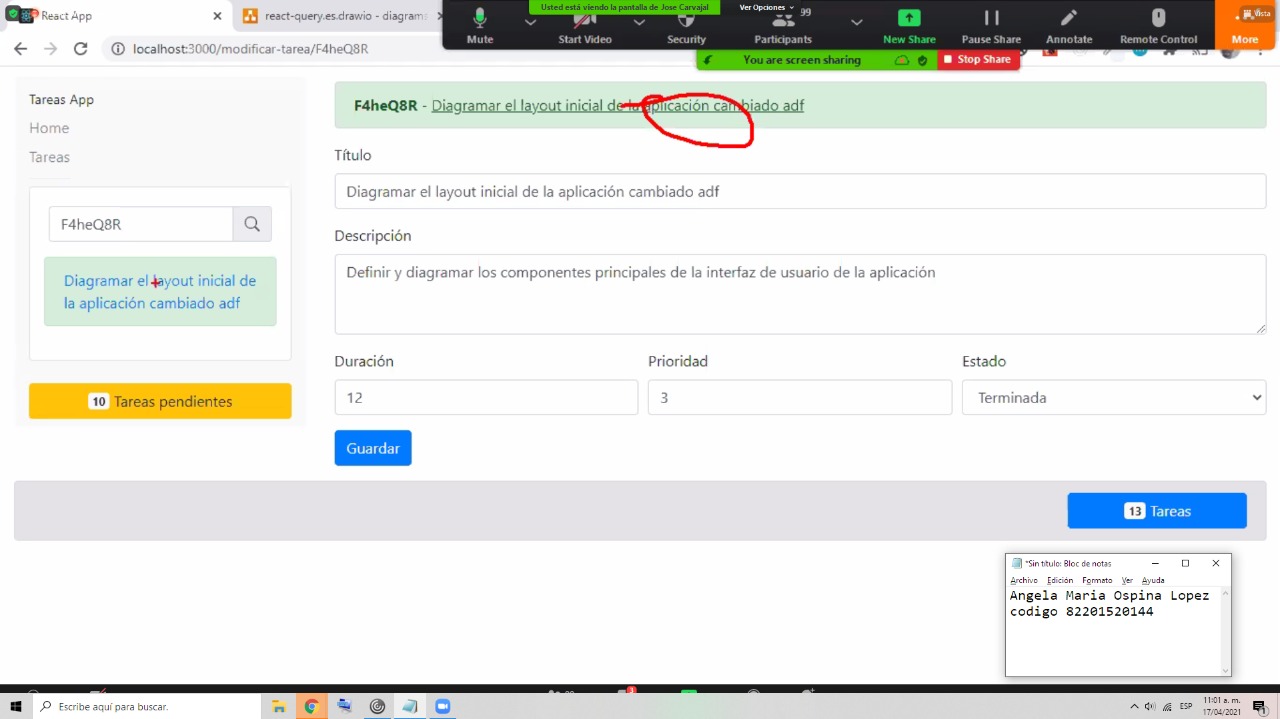 React App
react-query.es.drawio - diagrams
Usted está viendo la pantalla de Jose Carvajal
Ver Opciones
Vista
99
Mute
Start Video
Security
Participants
New Share
Pause Share
Annotate
Remote Control
More
localhost:3000/modificar-tarea/F4heQ8R
You are screen sharing
Stop Share
Tareas App
Home
Tareas
F4heQ8R
Diagramar el layout inicial de
la aplicación cambiado adf
10 Tareas pendientes
F4heQ8R - Diagramar el layout inicial de la aplicación cambiado adf
Título
Diagramar el layout inicial de la aplicación cambiado adf
Descripción
Definir y diagramar los componentes principales de la interfaz de usuario de la aplicación
Duración
Prioridad
Estado
12
3
Terminada
Guardar
13 Tareas
*Sin título: Bloc de notas
Archivo Edición Formato Ver Ayuda
Angela Maria Ospina Lopez
codigo 82201520144
Escribe aquí para buscar.
ESP
11:01 a. m.
17/04/2021
1